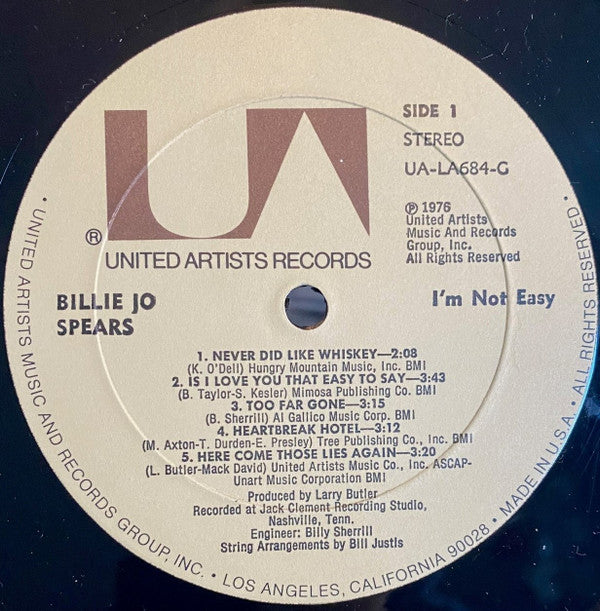 SIDE 1
STEREO
UA-LA684-G
UA
®
UNITED ARTISTS RECORDS
℗ 1976
United Artists
Music And Records
Group, Inc.
All Rights Reserved
BILLIE JO
SPEARS
I'm Not Easy
1. NEVER DID LIKE WHISKEY—2:08
(K. O'Dell) Hungry Mountain Music, Inc. BMI
2. IS I LOVE YOU THAT EASY TO SAY—3:43
(B. Taylor-S. Kesler) Mimosa Publishing Co. BMI
3. TOO FAR GONE—3:15
(B. Sherrill) Al Gallico Music Corp. BMI
4. HEARTBREAK HOTEL—3:12
(M. Axton-T. Durden-E. Presley) Tree Publishing Co., Inc. BMI
5. HERE COME THOSE LIES AGAIN—3:20
(L. Butler-Mack David) United Artists Music Co., Inc. ASCAP-
Unart Music Corporation BMI
Produced by Larry Butler
Recorded at Jack Clement Recording Studio,
Nashville, Tenn.
Engineer: Billy Sherrill
String Arrangements by Bill Justis
• UNITED ARTISTS MUSIC AND RECORDS GROUP, INC. • LOS ANGELES, CALIFORNIA 90028 • MADE IN U.S.A. • ALL RIGHTS RESERVED •